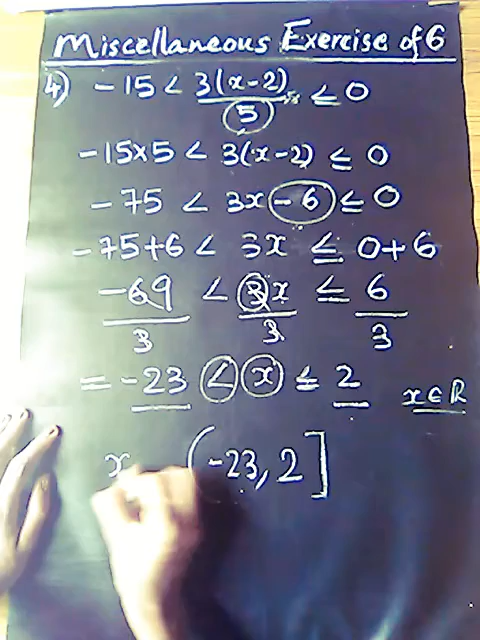 Miscellaneous Exercise of 6
4) -15 < 3(x-2)/5 ≤ 0
-15×5 < 3(x-2) ≤ 0
-75 < 3x-6 ≤ 0
-75+6 < 3x ≤ 0+6
-69/3 < 3x/3 ≤ 6/3
= -23 < x ≤ 2 x∈R
x (-23, 2]